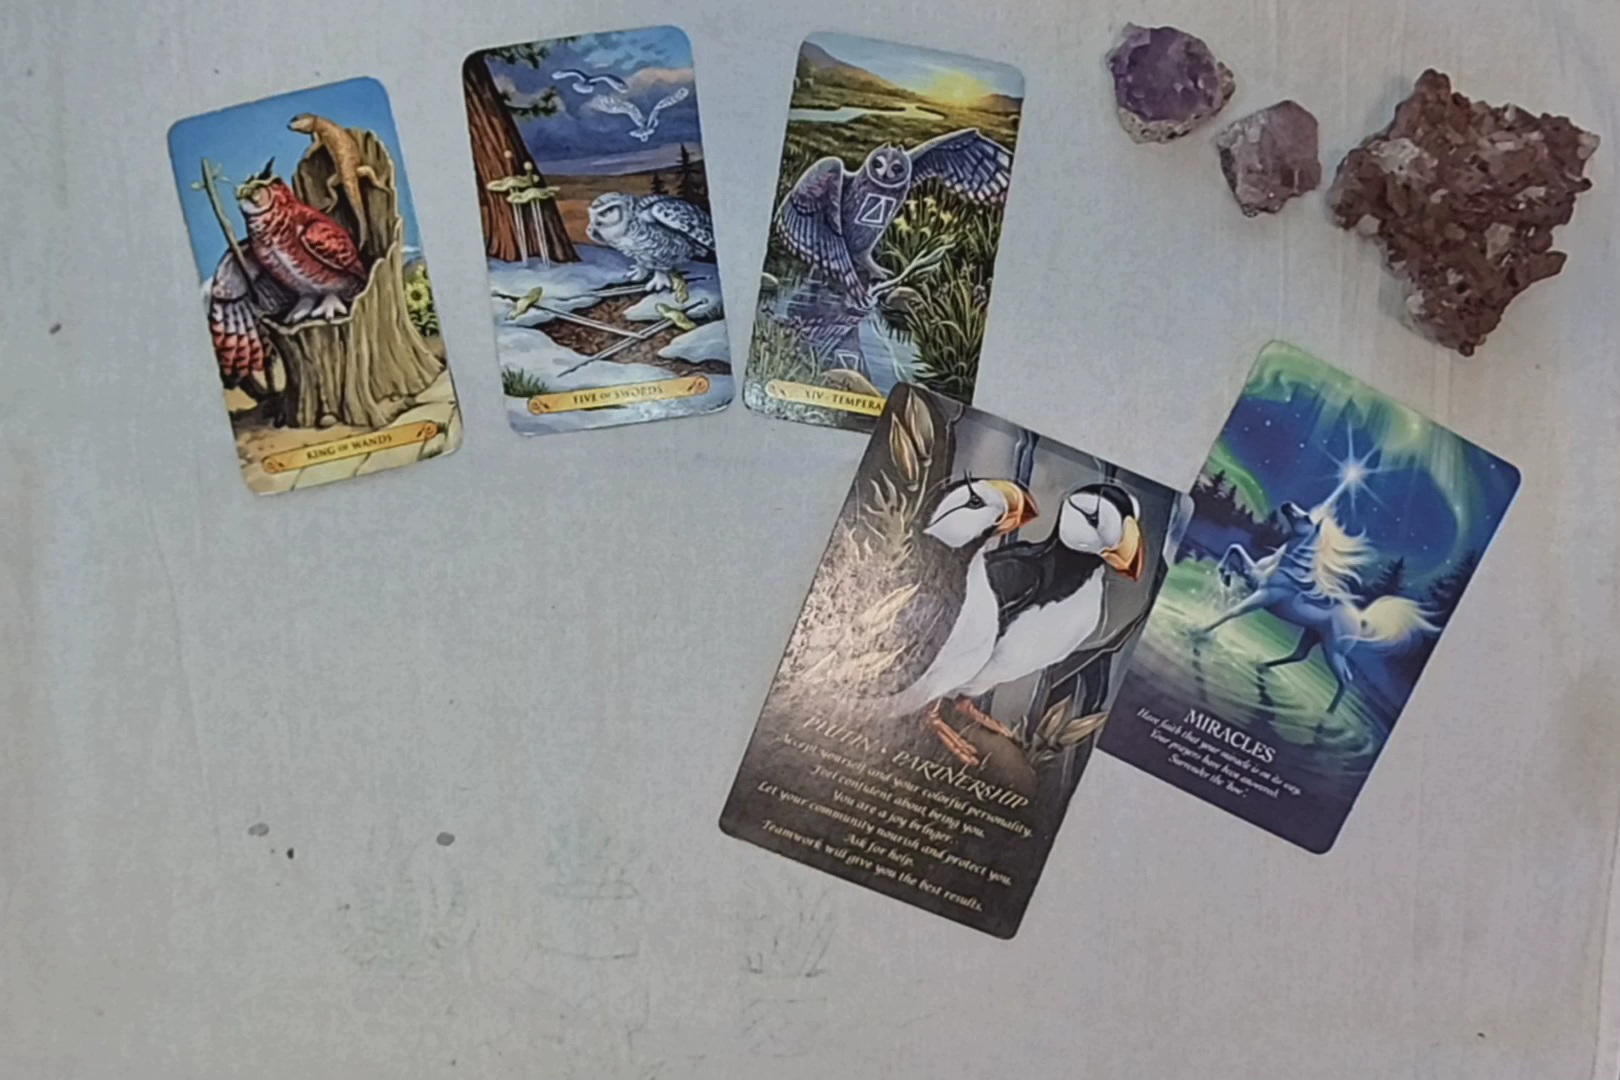 KING OF WANDS
FIVE OF SWORDS
XIV · TEMPERA
PUFFIN · PARTNERSHIP
Accept yourself and your colorful personality.
Feel confident about being you.
You are a joy bringer.
Let your community nourish and protect you.
Ask for help.
Teamwork will give you the best results.
MIRACLES
Have faith that your miracle is on its way.
Your prayers have been answered.
Surrender the 'how'.